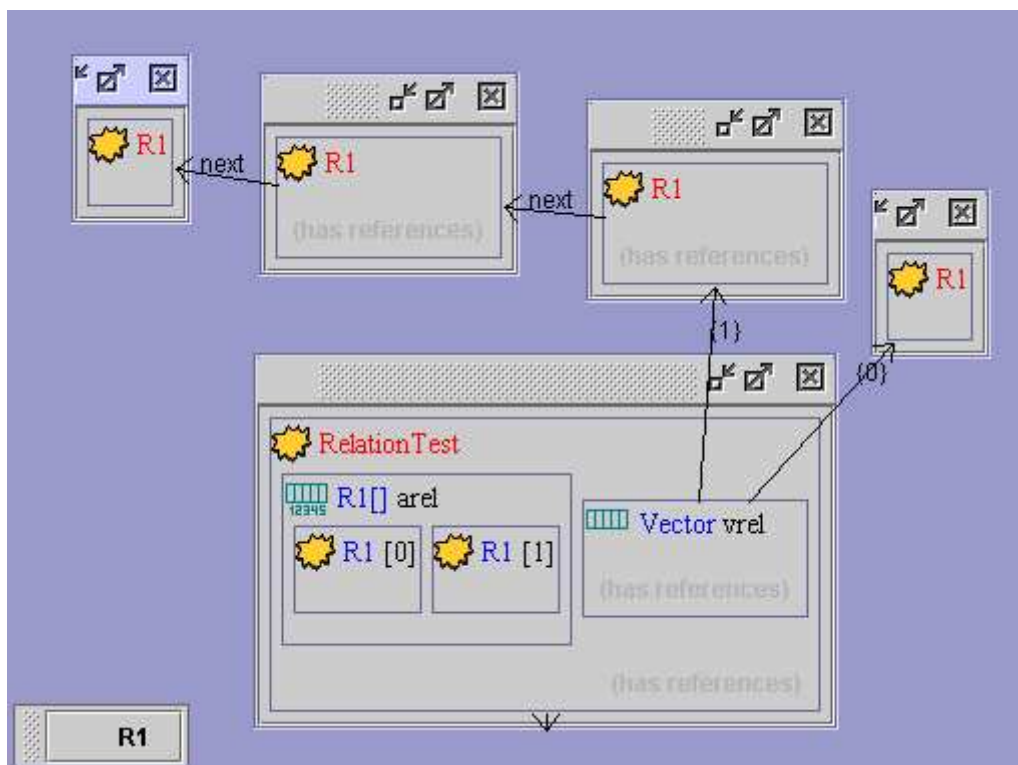 R1
next
R1
(has references)
next
R1
(has references)
R1
{1}
{0}
RelationTest
R1[] arel
12345
R1 [0]
R1 [1]
Vector vrel
(has references)
(has references)
R1